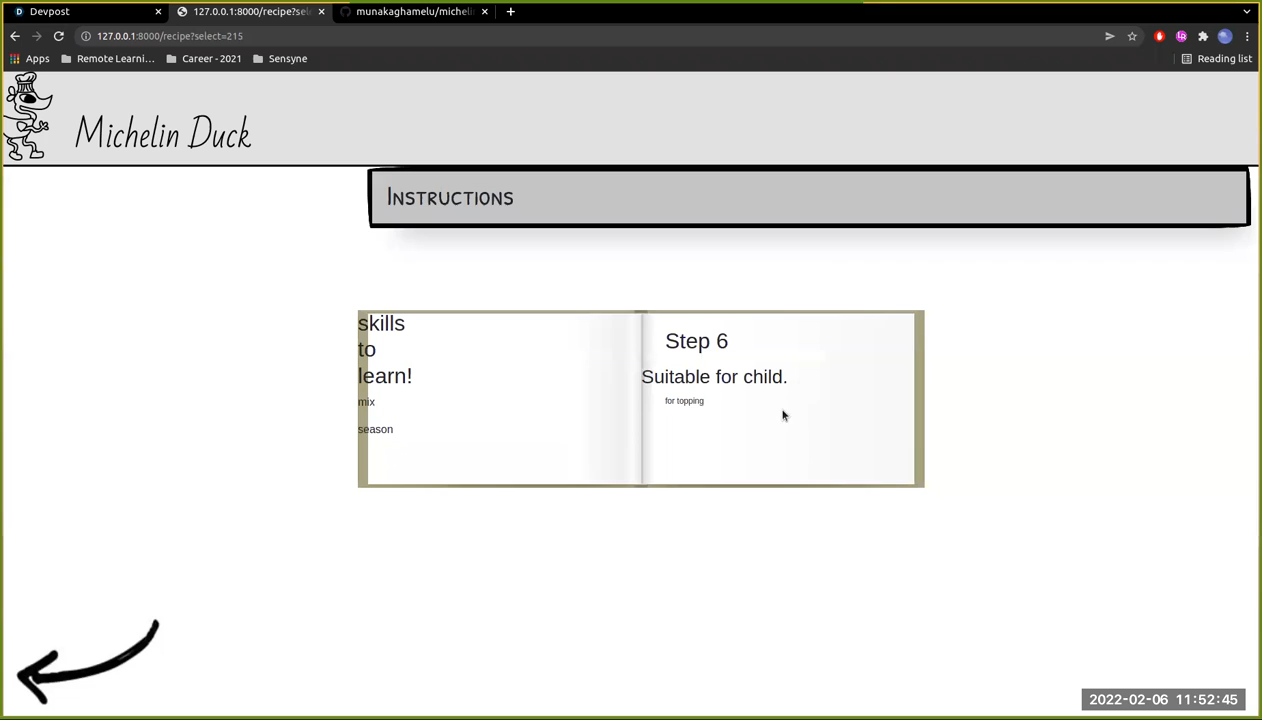 Devpost
127.0.0.1:8000/recipe?sele
munakaghamelu/micheli
127.0.0.1:8000/recipe?select=215
Apps
Remote Learni...
Career - 2021
Sensyne
Reading list
Michelin Duck
Instructions
skills
to
learn!
mix
season
Step 6
Suitable for child.
for topping
2022-02-06 11:52:45